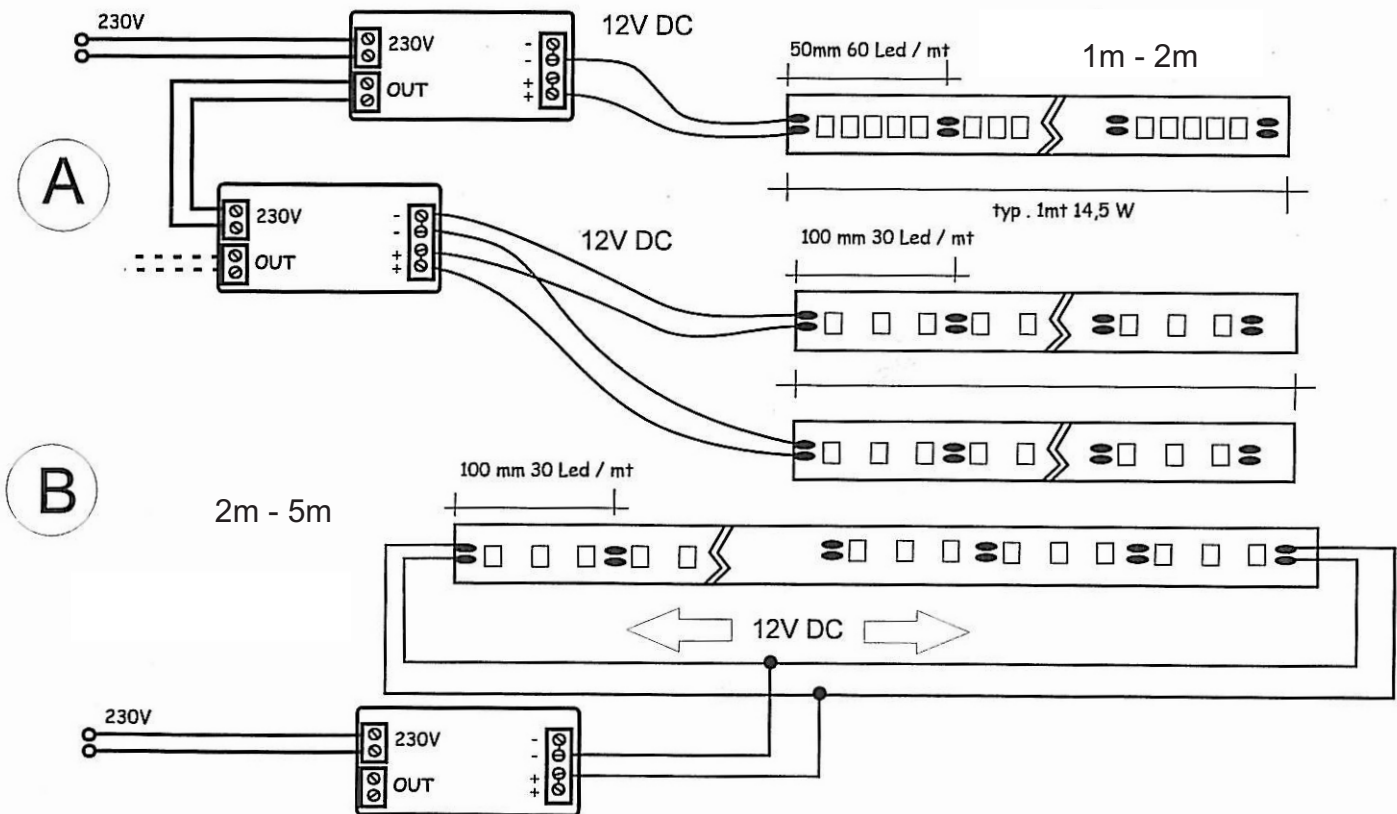 230V
12V DC
230V
OUT
-
-
+
+
50mm 60 Led / mt
1m - 2m
A
typ . 1mt 14,5 W
230V
OUT
-
-
+
+
12V DC
100 mm 30 Led / mt
B
2m - 5m
100 mm 30 Led / mt
12V DC
230V
230V
OUT
-
-
+
+